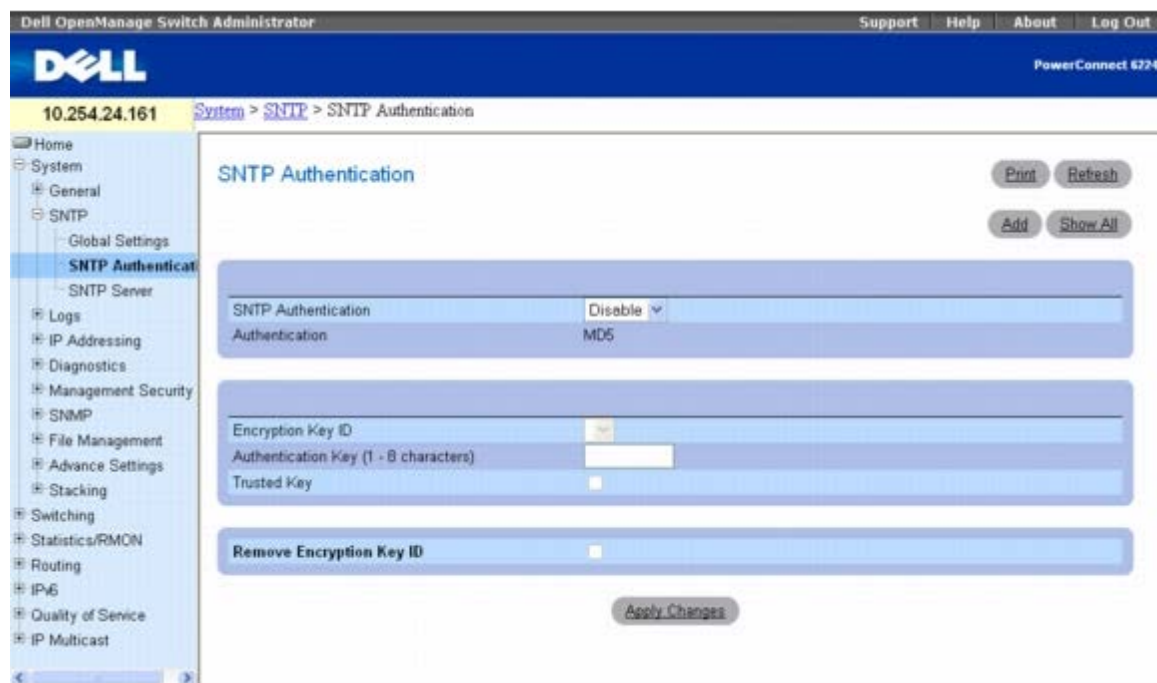 Dell OpenManage Switch Administrator
Support Help About Log Out
DELL
PowerConnect 6224
10.254.24.161
System > SNTP > SNTP Authentication
Home
System
General
SNTP
Global Settings
SNTP Authenticati
SNTP Server
Logs
IP Addressing
Diagnostics
Management Security
SNMP
File Management
Advance Settings
Stacking
Switching
Statistics/RMON
Routing
IPv6
Quality of Service
IP Multicast
SNTP Authentication
Print Refresh
Add Show All
SNTP Authentication Disable
Authentication MD5
Encryption Key ID
Authentication Key (1 - 8 characters)
Trusted Key
Remove Encryption Key ID
Apply Changes